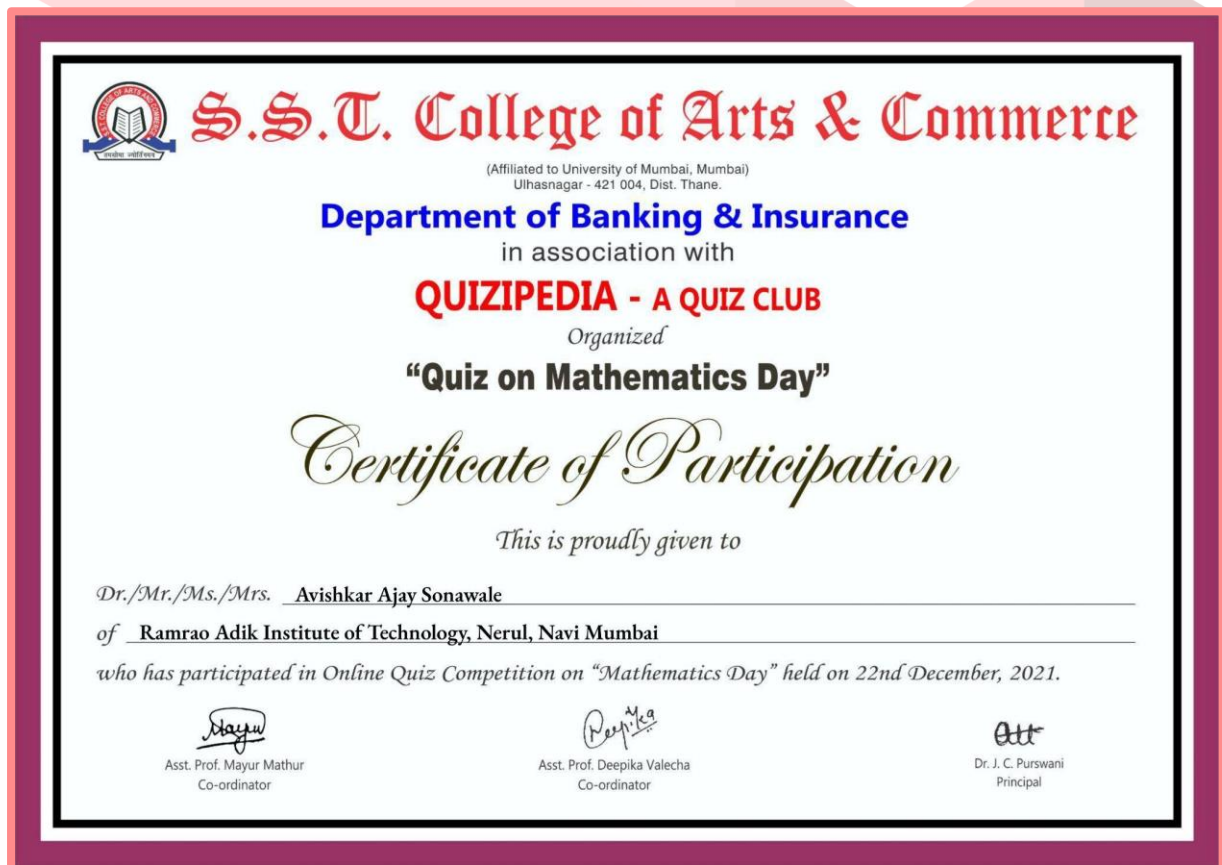 S.S.T. College of Arts & Commerce
(Affiliated to University of Mumbai, Mumbai)
Ulhasnagar - 421 004, Dist. Thane.
Department of Banking & Insurance
in association with
QUIZIPEDIA - A QUIZ CLUB
Organized
“Quiz on Mathematics Day”
Certificate of Participation
This is proudly given to
Dr./Mr./Ms./Mrs. Avishkar Ajay Sonawale
of Ramrao Adik Institute of Technology, Nerul, Navi Mumbai
who has participated in Online Quiz Competition on “Mathematics Day” held on 22nd December, 2021.
Mayur Deepika
Asst. Prof. Mayur Mathur Asst. Prof. Deepika Valecha Dr. J. C. Purswani
Co-ordinator Co-ordinator Principal